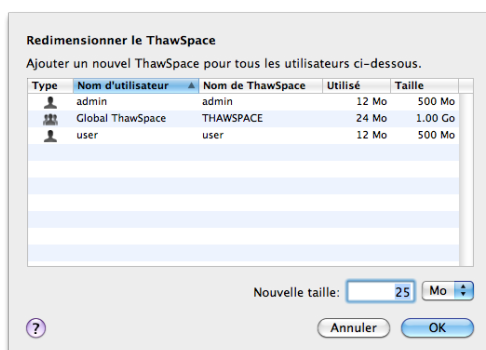 Redimensionner le ThawSpace
Ajouter un nouvel ThawSpace pour tous les utilisateurs ci-dessous.
Type Nom d'utilisateur Nom de ThawSpace Utilisé Taille
admin admin 12 Mo 500 Mo
Global ThawSpace THAWSPACE 24 Mo 1.00 Go
user user 12 Mo 500 Mo
Nouvelle taille: 25 Mo
? Annuler OK